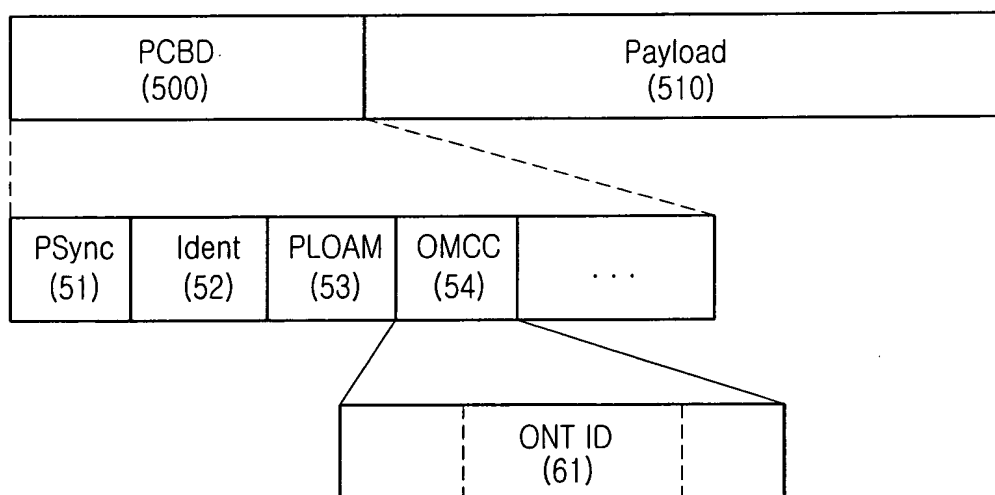 PCBD
(500)
Payload
(510)
PSync
(51)
Ident
(52)
PLOAM
(53)
OMCC
(54)
...
ONT ID
(61)